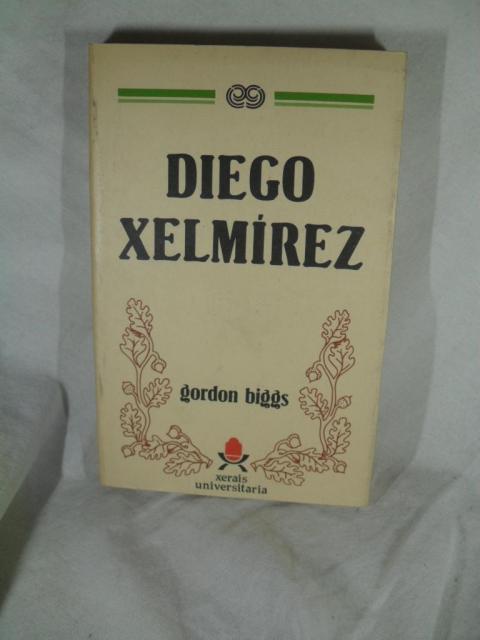 DIEGO
XELMÍREZ
gordon biggs
xerais
universitaria